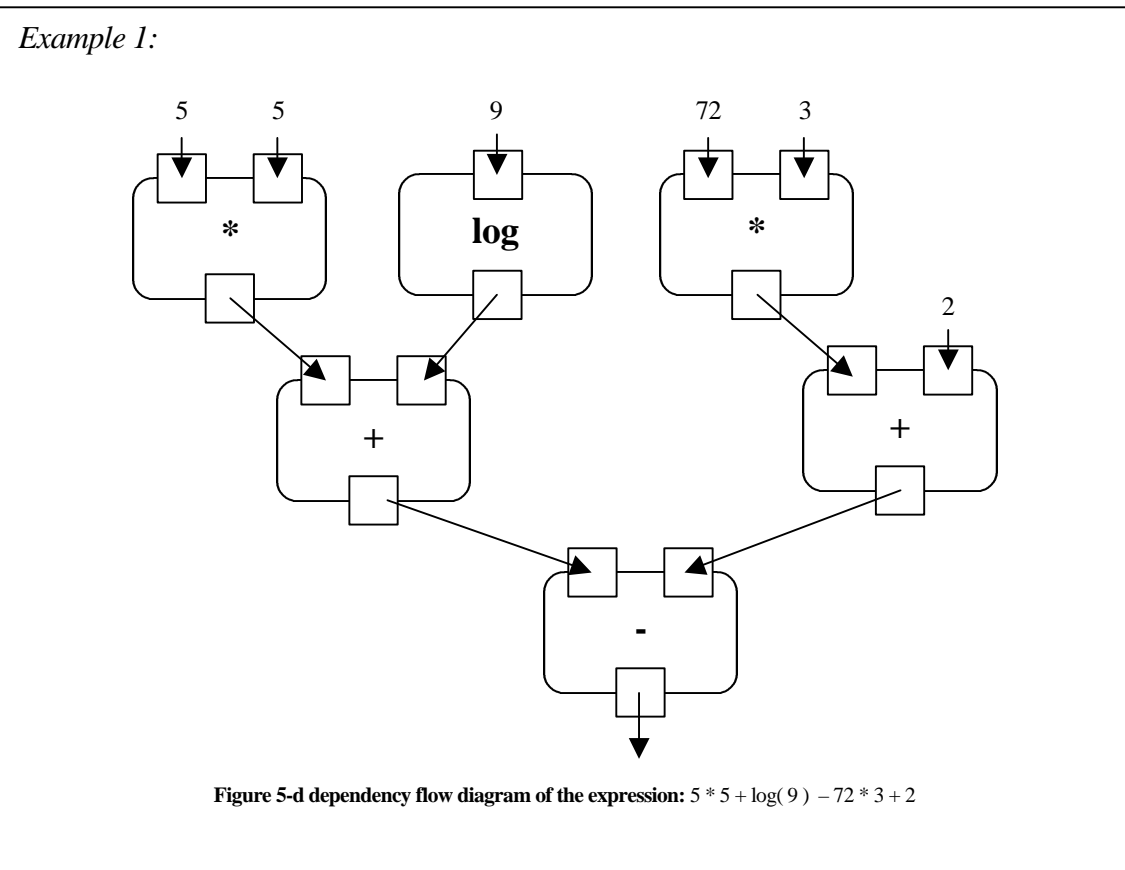 Example 1:
5 5 9 72 3
* log *
2
+ +
-
Figure 5-d dependency flow diagram of the expression: 5 * 5 + log( 9 ) – 72 * 3 + 2